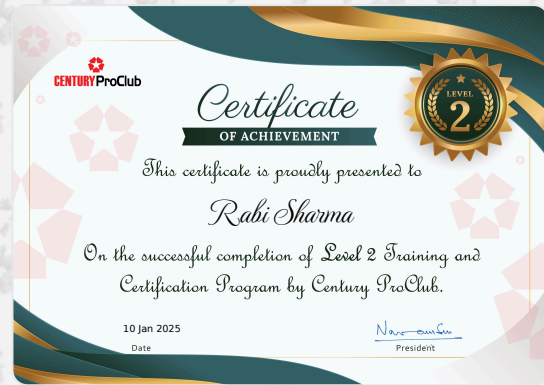 CENTURY ProClub
LEVEL
2
Certificate
OF ACHIEVEMENT
This certificate is proudly presented to
Rabi Sharma
On the successful completion of Level 2 Training and
Certification Program by Century ProClub.
10 Jan 2025
Date
President